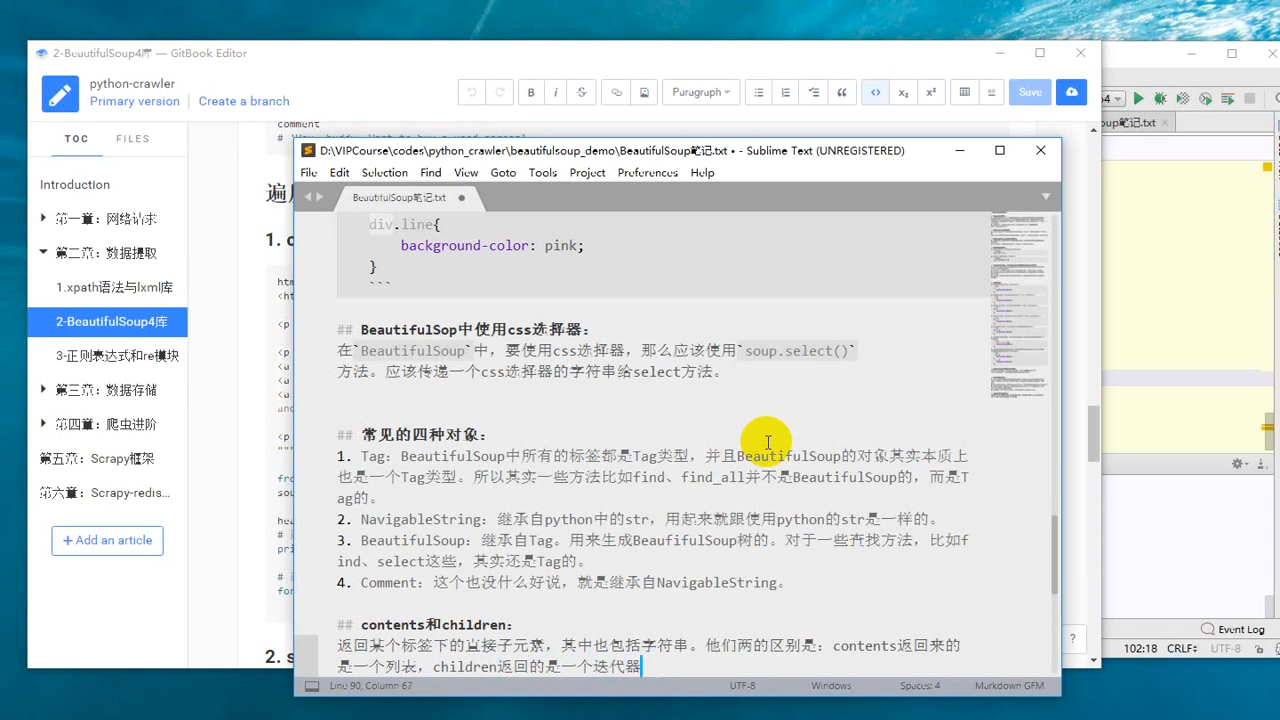 2-BeautifulSoup4库 — GitBook Editor
python-crawler
Primary version
Create a branch
B
i
S
Paragraph
Save
TOC
FILES
Introduction
第一章：网络请求
第二章：数据提取
1.xpath语法与lxml库
2-BeautifulSoup4库
3-正则表达式和re模块
第三章：数据存储
第四章：爬虫进阶
第五章：Scrapy框架
第六章：Scrapy-redis...
+ Add an article
comment
2. s
D:\VIPCourse\codes\python_crawler\beautifulsoup_demo\BeautifulSoup笔记.txt • - Sublime Text (UNREGISTERED)
File Edit Selection Find View Goto Tools Project Preferences Help
BeautifulSoup笔记.txt
div.line{
background-color: pink;
}
```
## BeautifulSop中使用css选择器：
在`BeautifulSoup`中，要使用css选择器，那么应该使用`soup.select()`
方法。应该传递一个css选择器的字符串给select方法。
## 常见的四种对象：
1. Tag：BeautifulSoup中所有的标签都是Tag类型，并且BeautifulSoup的对象其实本质上
也是一个Tag类型。所以其实一些方法比如find、find_all并不是BeautifulSoup的，而是T
ag的。
2. NavigableString：继承自python中的str，用起来就跟使用python的str是一样的。
3. BeautifulSoup：继承自Tag。用来生成BeaufifulSoup树的。对于一些查找方法，比如f
ind、select这些，其实还是Tag的。
4. Comment：这个也没什么好说，就是继承自NavigableString。
## contents和children：
返回某个标签下的直接子元素，其中也包括字符串。他们两的区别是：contents返回来的
是一个列表，children返回的是一个迭代器
Line 90, Column 67
UTF-8
Windows
Spaces: 4
Markdown GFM
oup笔记.txt
?
Event Log
102:18 CRLF UTF-8